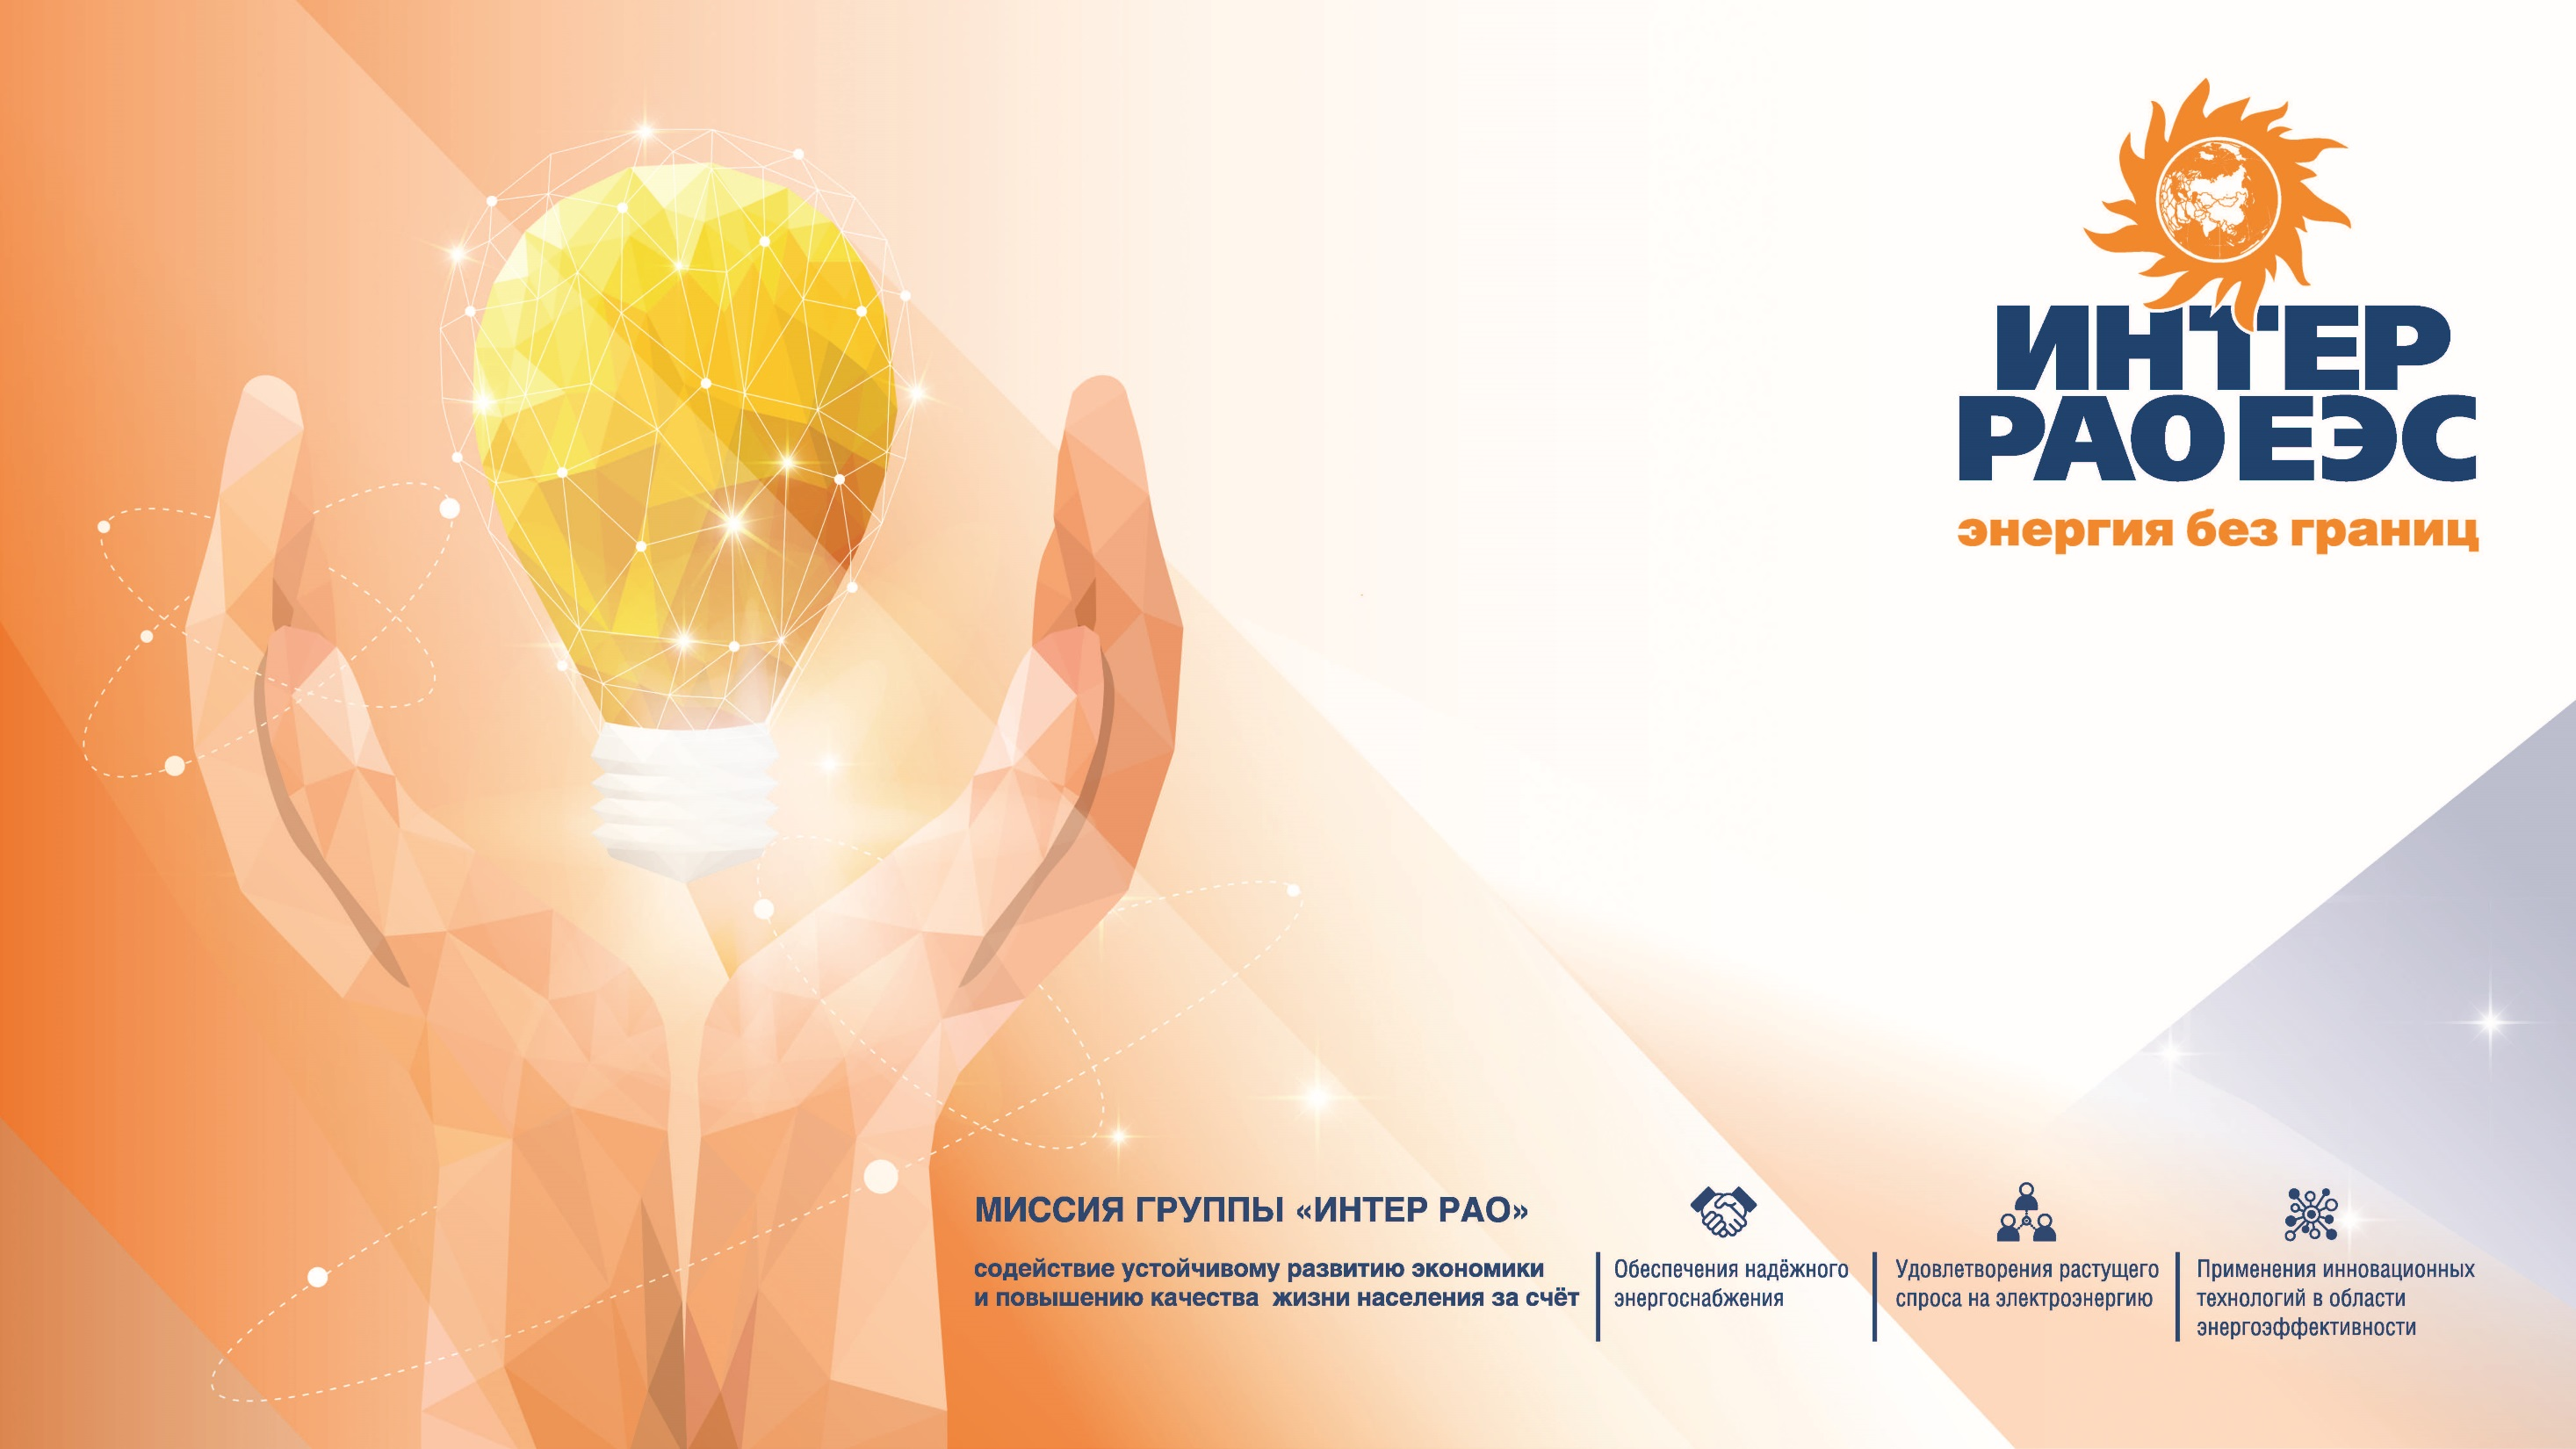 ИНТЕР
РАО ЕЭС
энергия без границ
МИССИЯ ГРУППЫ «ИНТЕР РАО»
содействие устойчивому развитию экономики
и повышению качества жизни населения за счёт
Обеспечения надёжного
энергоснабжения
Удовлетворения растущего
спроса на электроэнергию
Применения инновационных
технологий в области
энергоэффективности